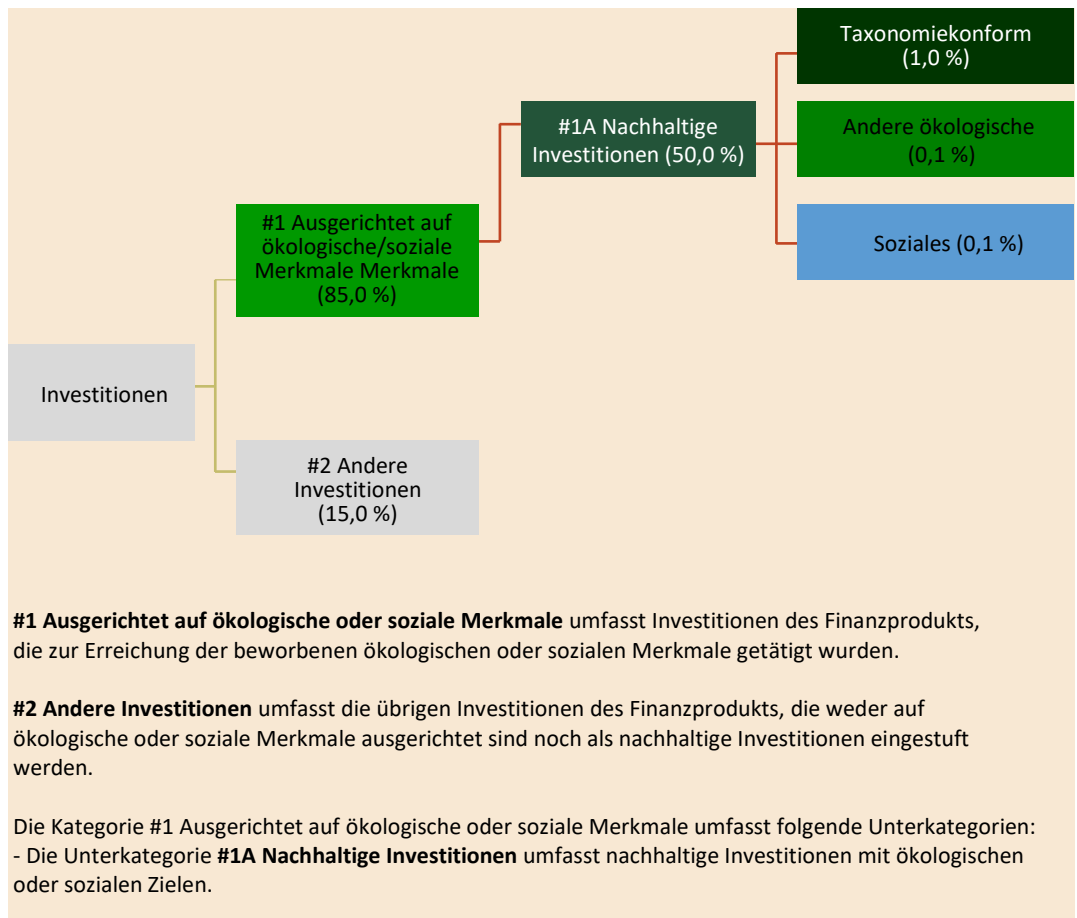 Taxonomiekonform
(1,0 %)
#1A Nachhaltige
Investitionen (50,0 %)
Andere ökologische
(0,1 %)
#1 Ausgerichtet auf
ökologische/soziale
Merkmale Merkmale
(85,0 %)
Soziales (0,1 %)
Investitionen
#2 Andere
Investitionen
(15,0 %)
#1 Ausgerichtet auf ökologische oder soziale Merkmale umfasst Investitionen des Finanzprodukts,
die zur Erreichung der beworbenen ökologischen oder sozialen Merkmale getätigt wurden.
#2 Andere Investitionen umfasst die übrigen Investitionen des Finanzprodukts, die weder auf
ökologische oder soziale Merkmale ausgerichtet sind noch als nachhaltige Investitionen eingestuft
werden.
Die Kategorie #1 Ausgerichtet auf ökologische oder soziale Merkmale umfasst folgende Unterkategorien:
- Die Unterkategorie #1A Nachhaltige Investitionen umfasst nachhaltige Investitionen mit ökologischen
oder sozialen Zielen.